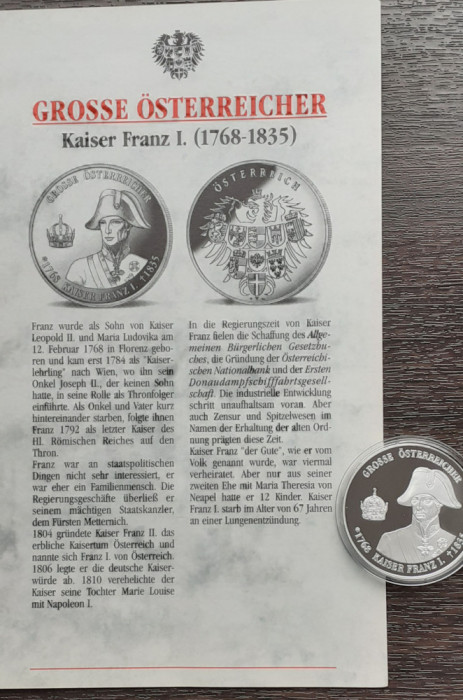 GROSSE ÖSTERREICHER
Kaiser Franz I. (1768-1835)
GROSSE ÖSTERREICHER
*1768 KAISER FRANZ I. †1835
ÖSTERREICH
Franz wurde als Sohn von Kaiser
Leopold II. und Maria Ludovika am
12. Februar 1768 in Florenz gebo-
ren und kam erst 1784 als "Kaiser-
lehrling" nach Wien, wo ihn sein
Onkel Joseph II., der keinen Sohn
hatte, in seine Rolle als Thronfolger
einführte. Als Onkel und Vater kurz
hintereinander starben, folgte ihnen
Franz 1792 als letzter Kaiser des
Hl. Römischen Reiches auf den
Thron.
Franz war an staatspolitischen
Dingen nicht sehr interessiert, er
war eher ein Familienmensch. Die
Regierungsgeschäfte überließ er
seinem mächtigen Staatskanzler,
dem Fürsten Metternich.
1804 gründete Kaiser Franz II. das
erbliche Kaisertum Österreich und
nannte sich Franz I. von Österreich.
1806 legte er die deutsche Kaiser-
würde ab. 1810 verehelichte der
Kaiser seine Tochter Marie Louise
mit Napoleon I.
In die Regierungszeit von Kaiser
Franz fielen die Schaffung des Allge-
meinen Bürgerlichen Gesetzbu-
ches, die Gründung der Österreichi-
schen Nationalbank und der Ersten
Donaudampfschifffahrtsgesell-
schaft. Die industrielle Entwicklung
schritt unaufhaltsam voran. Aber
auch Zensur und Spitzelwesen im
Namen der Erhaltung der alten Ord-
nung prägten diese Zeit.
Kaiser Franz "der Gute", wie er vom
Volk genannt wurde, war viermal
verheiratet. Aber nur aus seiner
zweiten Ehe mit Maria Theresia von
Neapel hatte er 12 Kinder. Kaiser
Franz I. starb im Alter von 67 Jahren
an einer Lungenentzündung.
GROSSE ÖSTERREICHER
*1768 KAISER FRANZ I. †1835